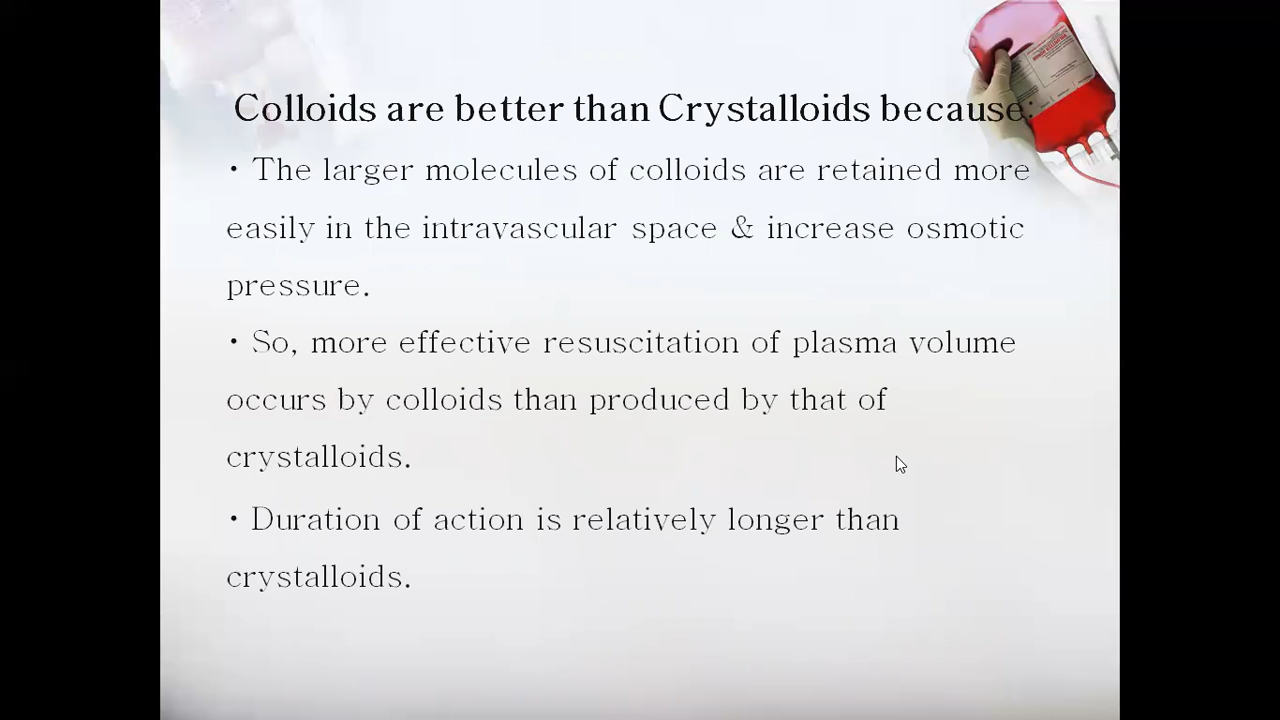 Colloids are better than Crystalloids because:
• The larger molecules of colloids are retained more
easily in the intravascular space & increase osmotic
pressure.
• So, more effective resuscitation of plasma volume
occurs by colloids than produced by that of
crystalloids.
• Duration of action is relatively longer than
crystalloids.